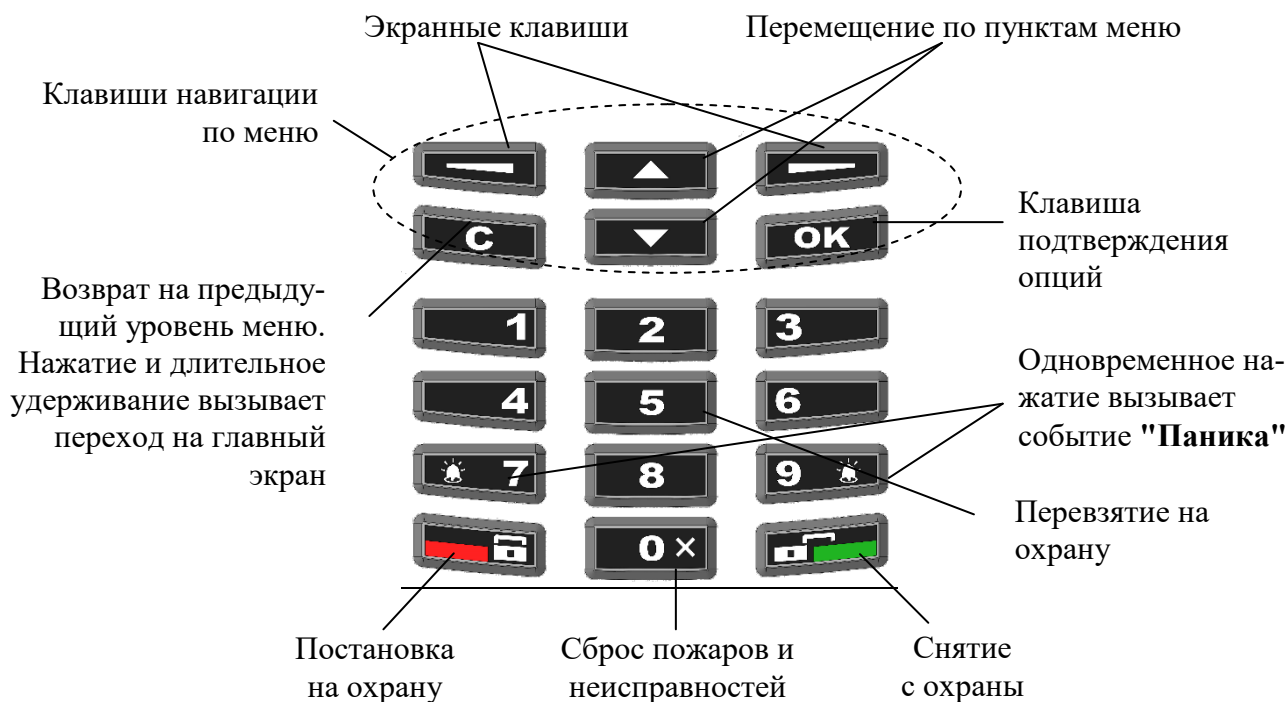 Экранные клавиши
Перемещение по пунктам меню
Клавиши навигации
по меню
C
OK
Клавиша
подтверждения
опций
Возврат на предыду-
щий уровень меню.
Нажатие и длительное
удерживание вызывает
переход на главный
экран
1
2
3
4
5
6
7
8
9
0 ×
Одновременное на-
жатие вызывает
событие "Паника"
Перевзятие на
охрану
Постановка
на охрану
Сброс пожаров и
неисправностей
Снятие
с охраны